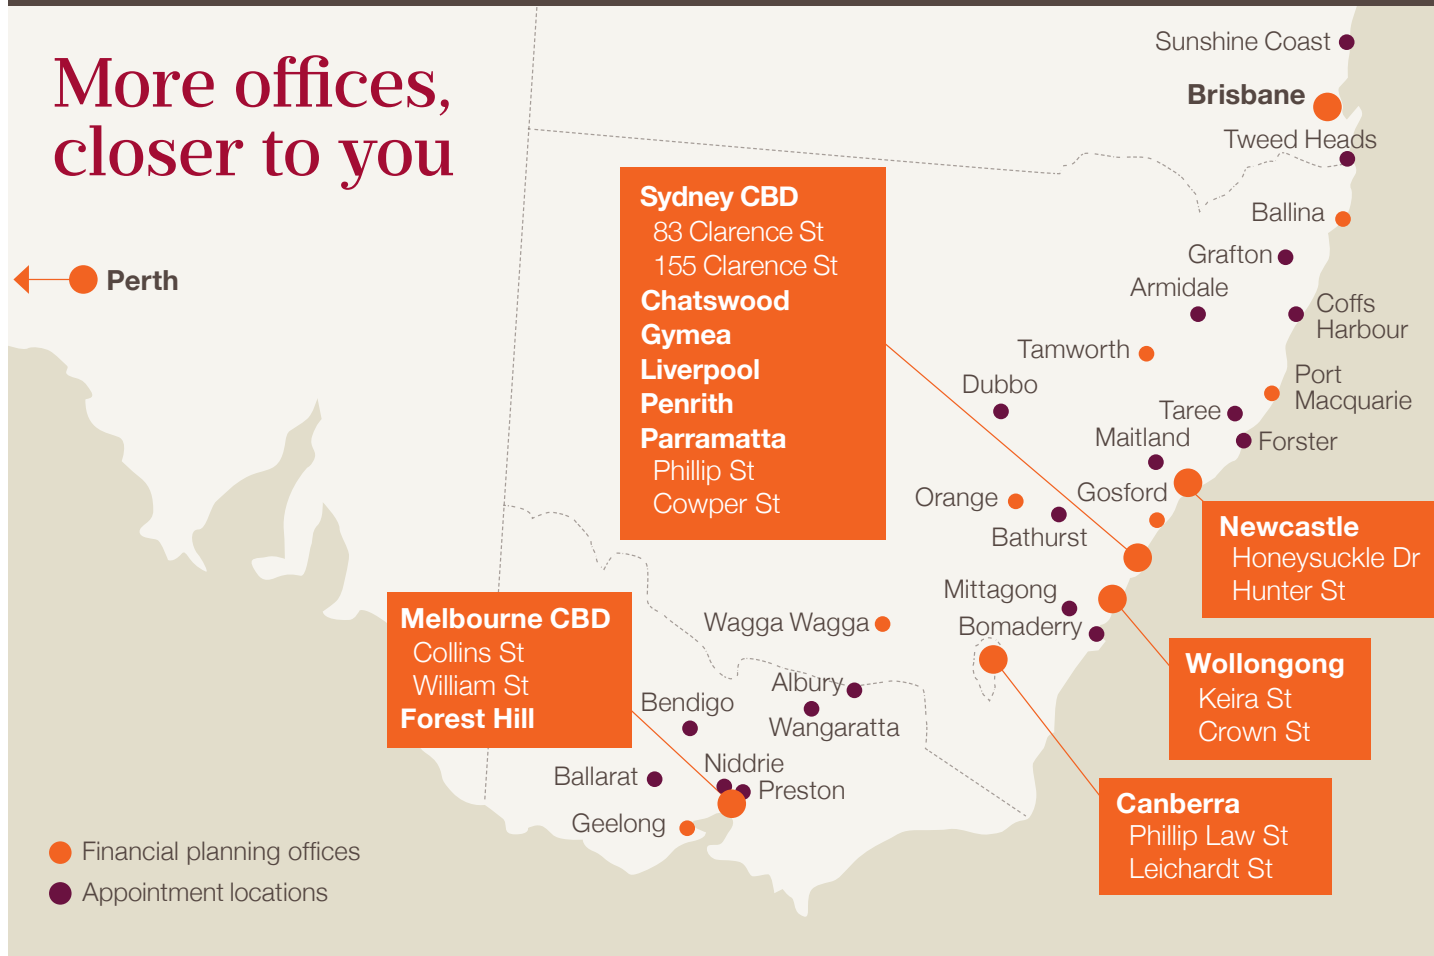 More offices,
closer to you
Sunshine Coast
Brisbane
Tweed Heads
Ballina
Grafton
Armidale
Coffs
Harbour
Tamworth
Port
Macquarie
Dubbo
Taree
Maitland
Forster
Gosford
Orange
Bathurst
Perth
Sydney CBD
83 Clarence St
155 Clarence St
Chatswood
Gymea
Liverpool
Penrith
Parramatta
Phillip St
Cowper St
Newcastle
Honeysuckle Dr
Hunter St
Mittagong
Bomaderry
Wagga Wagga
Wollongong
Keira St
Crown St
Melbourne CBD
Collins St
William St
Forest Hill
Albury
Bendigo
Wangaratta
Niddrie
Ballarat
Preston
Geelong
Canberra
Phillip Law St
Leichardt St
Financial planning offices
Appointment locations